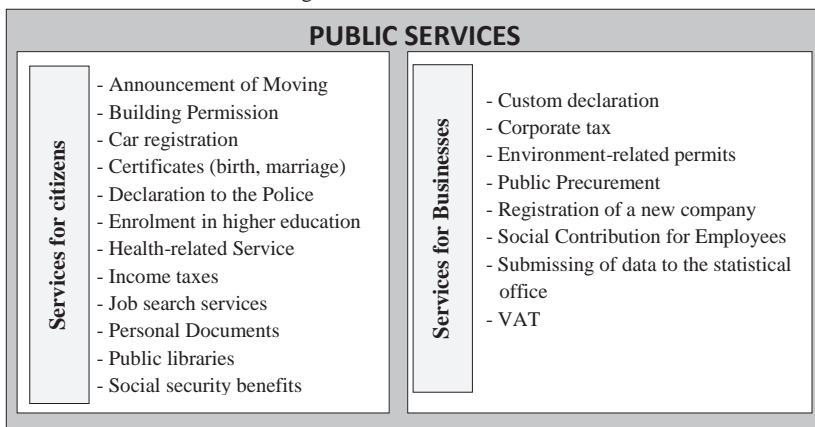 PUBLIC SERVICES
Services for citizens
- Announcement of Moving
- Building Permission
- Car registration
- Certificates (birth, marriage)
- Declaration to the Police
- Enrolment in higher education
- Health-related Service
- Income taxes
- Job search services
- Personal Documents
- Public libraries
- Social security benefits
Services for Businesses
- Custom declaration
- Corporate tax
- Environment-related permits
- Public Procurement
- Registration of a new company
- Social Contribution for Employees
- Submissing of data to the statistical
office
- VAT